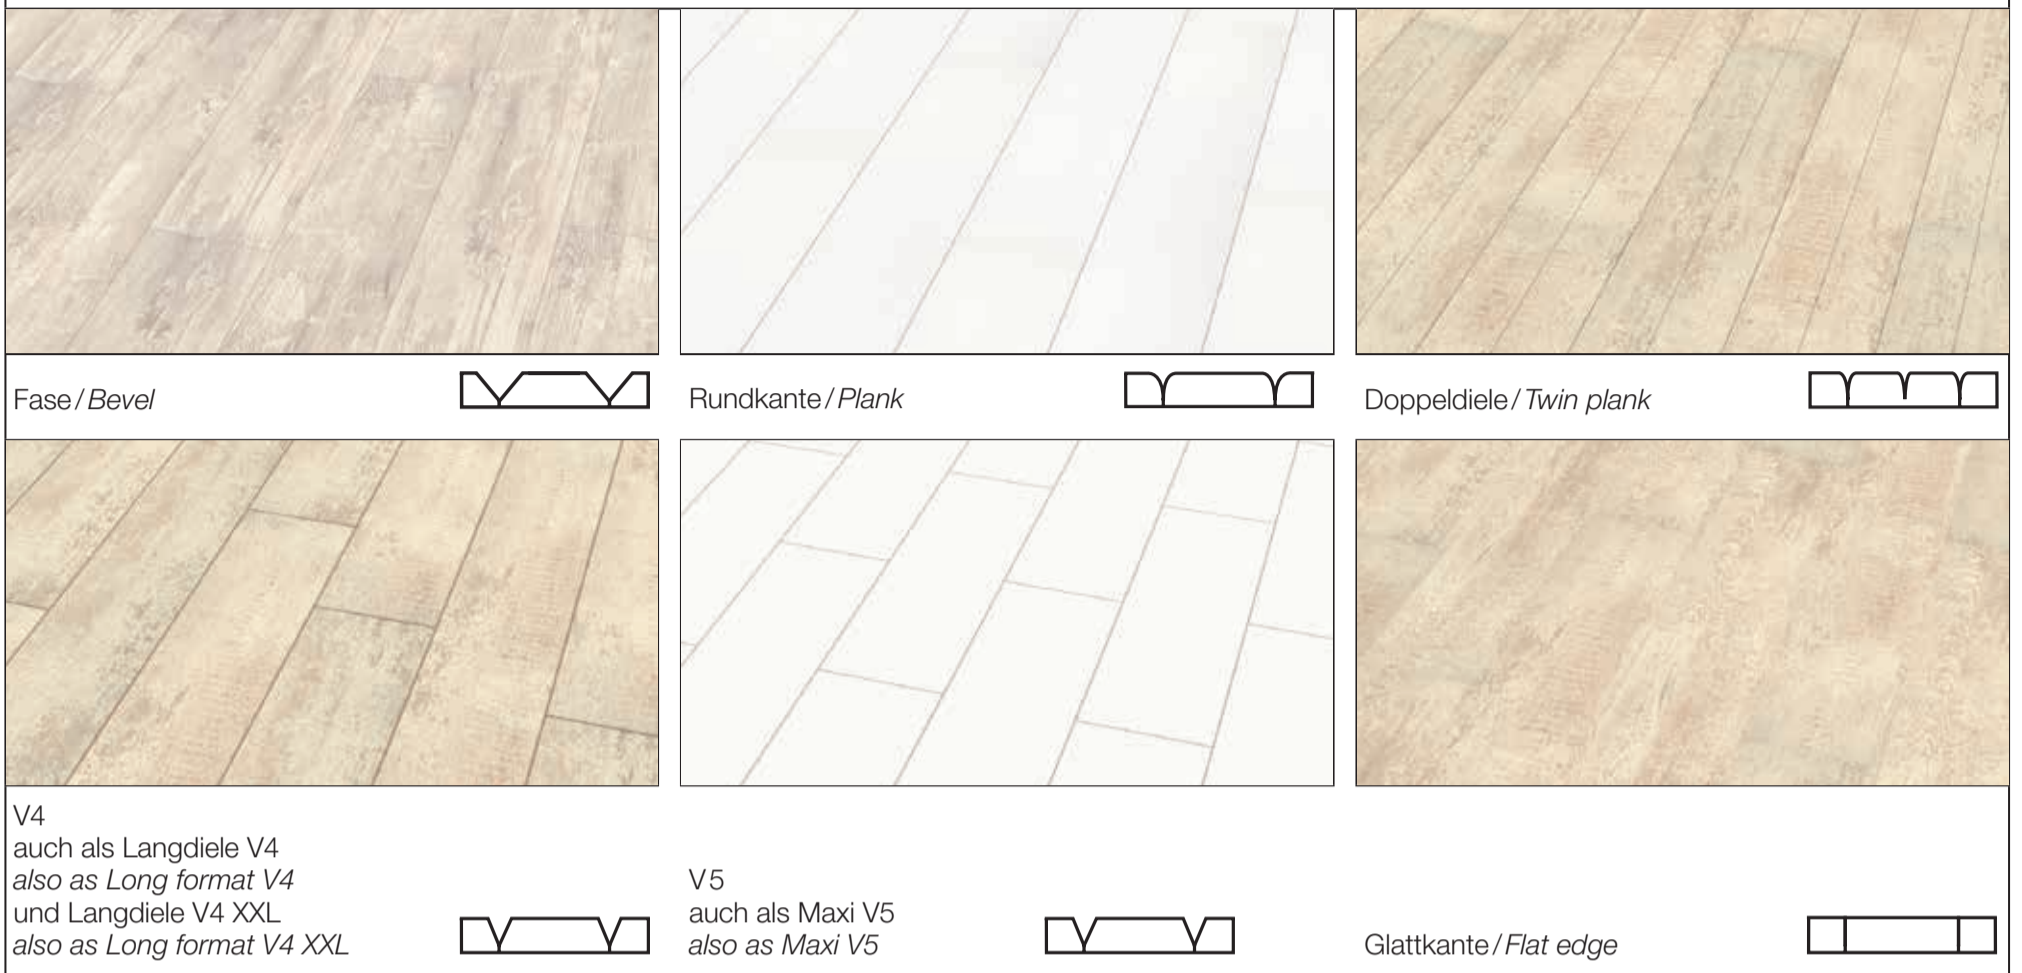 Fase / Bevel
Rundkante / Plank
Doppeldiele / Twin plank
V4
auch als Langdiele V4
also as Long format V4
und Langdiele V4 XXL
also as Long format V4 XXL
V5
auch als Maxi V5
also as Maxi V5
Glattkante / Flat edge